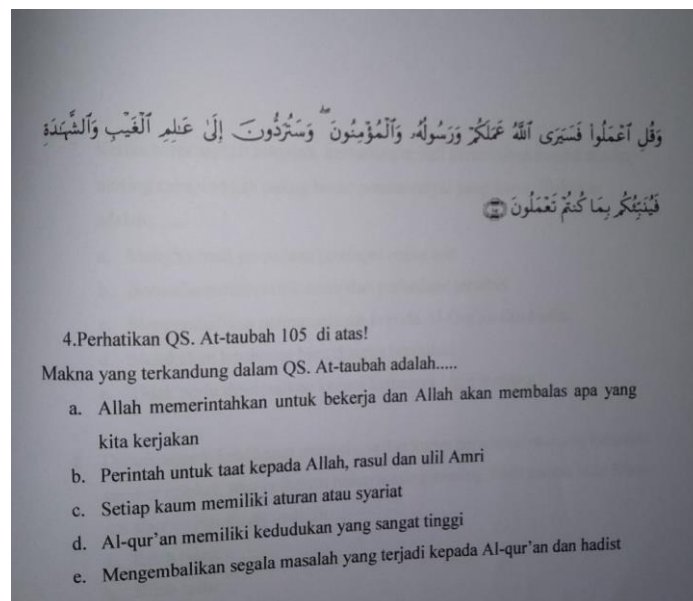 وَقُلِ ٱعْمَلُوا۟ فَسَيَرَى ٱللَّهُ عَمَلَكُمْ وَرَسُولُهُۥ وَٱلْمُؤْمِنُونَ ۖ وَسَتُرَدُّونَ إِلَىٰ عَـٰلِمِ ٱلْغَيْبِ وَٱلشَّهَـٰدَةِ
فَيُنَبِّئُكُم بِمَا كُنتُمْ تَعْمَلُونَ
4.Perhatikan QS. At-taubah 105 di atas!
Makna yang terkandung dalam QS. At-taubah adalah.....
a. Allah memerintahkan untuk bekerja dan Allah akan membalas apa yang
kita kerjakan
b. Perintah untuk taat kepada Allah, rasul dan ulil Amri
c. Setiap kaum memiliki aturan atau syariat
d. Al-qur'an memiliki kedudukan yang sangat tinggi
e. Mengembalikan segala masalah yang terjadi kepada Al-qur'an dan hadist